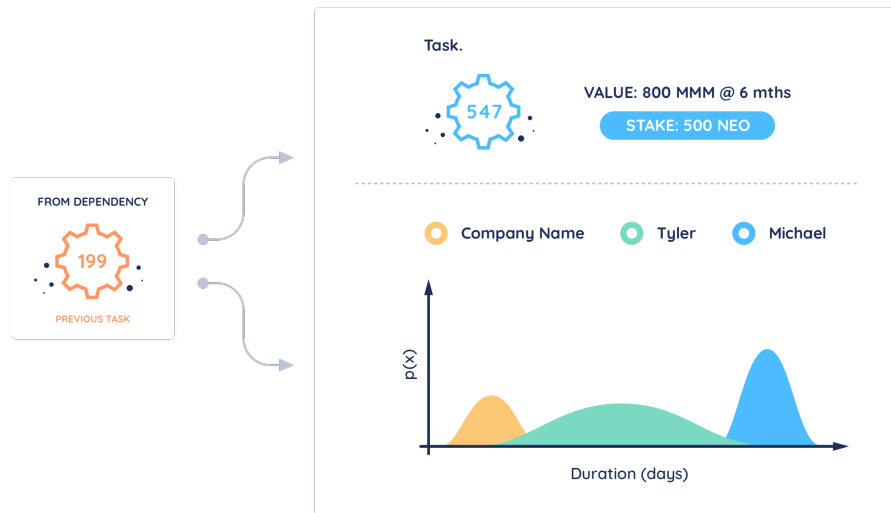 FROM DEPENDENCY
199
PREVIOUS TASK
Task.
547
VALUE: 800 MMM @ 6 mths
STAKE: 500 NEO
Company Name
Tyler
Michael
p(x)
Duration (days)